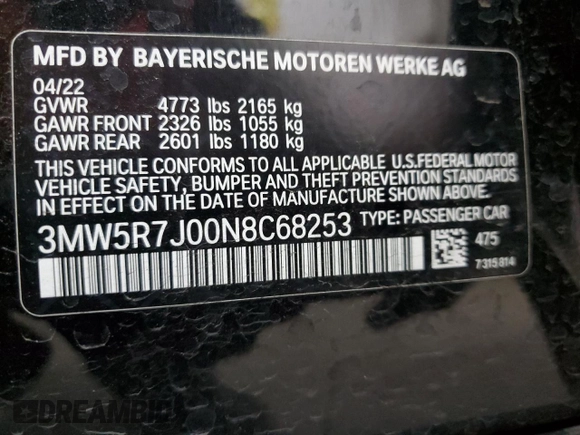 MFD BY BAYERISCHE MOTOREN WERKE AG
04/22
GVWR 4773 lbs 2165 kg
GAWR FRONT 2326 lbs 1055 kg
GAWR REAR 2601 lbs 1180 kg
THIS VEHICLE CONFORMS TO ALL APPLICABLE U.S.FEDERAL MOTOR
VEHICLE SAFETY, BUMPER AND THEFT PREVENTION STANDARDS
IN EFFECT ON THE DATE OF MANUFACTURE SHOWN ABOVE.
3MW5R7J00N8C68253 TYPE: PASSENGER CAR
475
7315814
DREAMBID